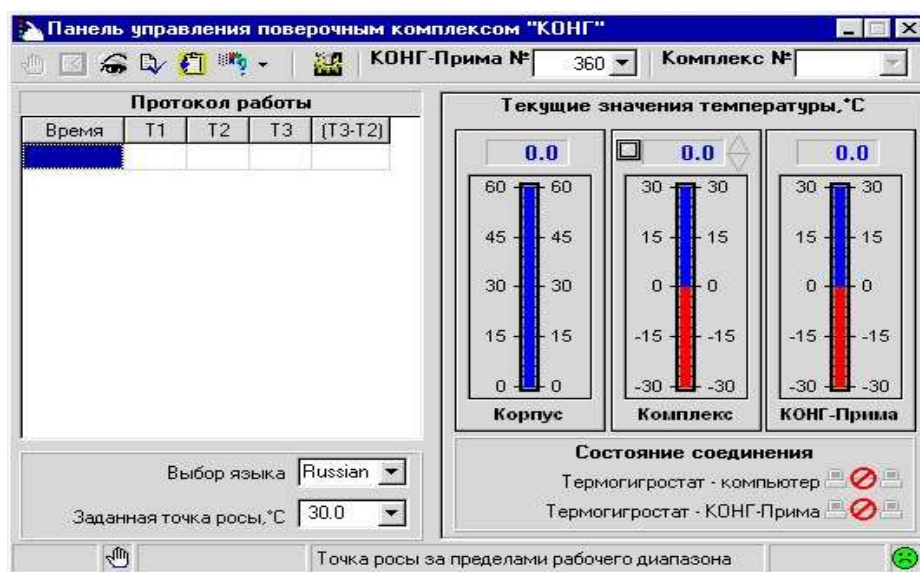 Панель управления поверочным комплексом "КОНГ"
КОНГ-Прима № 360 Комплекс №
Протокол работы
Время T1 T2 T3 (T3-T2)
Текущие значения температуры,°C
0.0 0.0 0.0
60 60 30 30 30 30
45 45 15 15 15 15
30 30 0 0 0 0
15 15 -15 -15 -15 -15
0 0 -30 -30 -30 -30
Корпус Комплекс КОНГ-Прима
Выбор языка Russian
Заданная точка росы,°C 30.0
Состояние соединения
Термогигростат - компьютер
Термогигростат - КОНГ-Прима
Точка росы за пределами рабочего диапазона